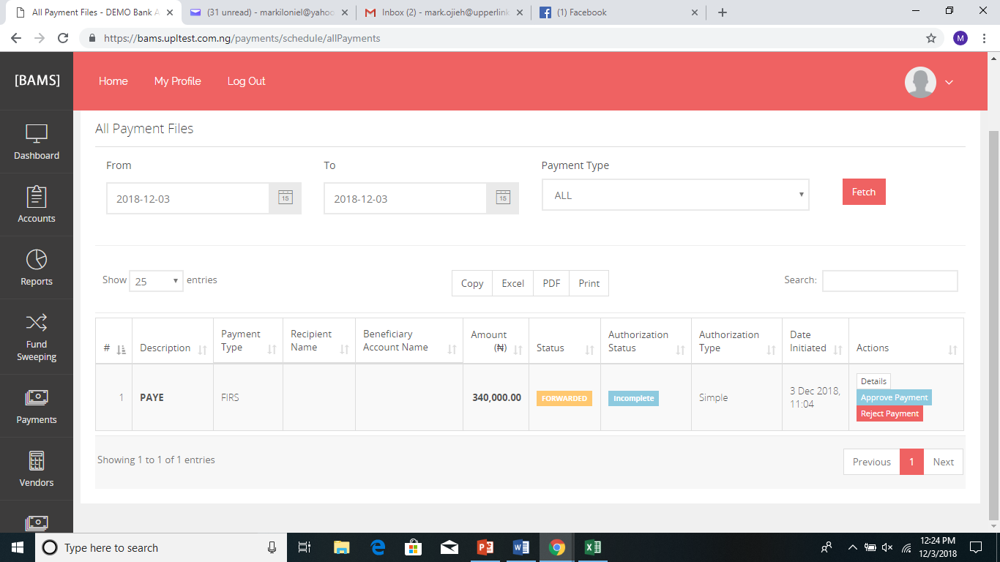 All Payment Files - DEMO Bank A
(31 unread) - markiloniel@yahoo
Inbox (2) - mark.ojieh@upperlink
(1) Facebook
https://bams.upltest.com.ng/payments/schedule/allPayments
M
[BAMS]
Home
My Profile
Log Out
Dashboard
Accounts
Reports
Fund
Sweeping
Payments
Vendors
All Payment Files
From
To
Payment Type
2018-12-03
15
2018-12-03
15
ALL
Fetch
Show 25 entries
Copy
Excel
PDF
Print
Search:
#
Description
Payment
Type
Recipient
Name
Beneficiary
Account Name
Amount
(₦)
Status
Authorization
Status
Authorization
Type
Date
Initiated
Actions
1
PAYE
FIRS
340,000.00
FORWARDED
Incomplete
Simple
3 Dec 2018,
11:04
Details
Approve Payment
Reject Payment
Showing 1 to 1 of 1 entries
Previous
1
Next
Type here to search
12:24 PM
12/3/2018